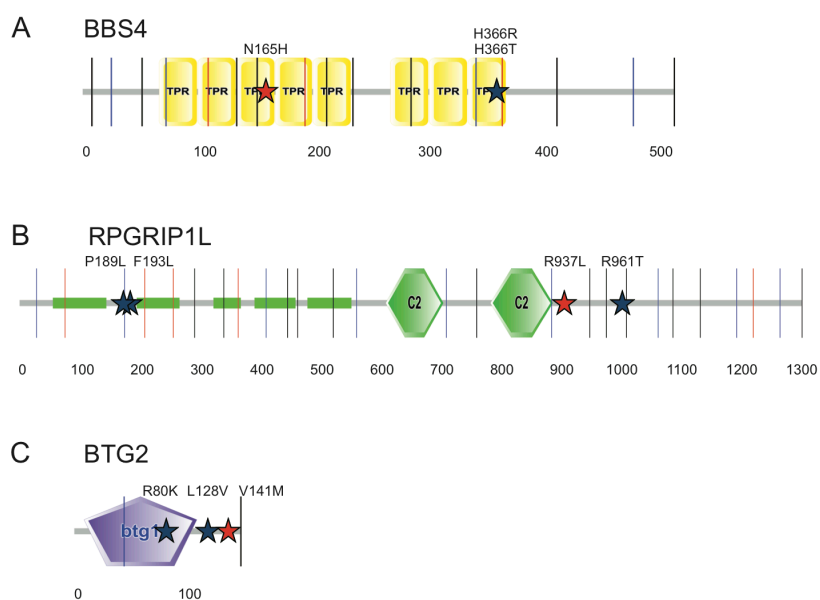 A BBS4
H366R
N165H H366T
TPR TPR TPR TPR TPR TPR TPR TPR
0 100 200 300 400 500
B RPGRIP1L
P189L F193L R937L R961T
C2 C2
0 100 200 300 400 500 600 700 800 900 1000 1100 1200 1300
C BTG2
R80K L128V V141M
btg1
0 100